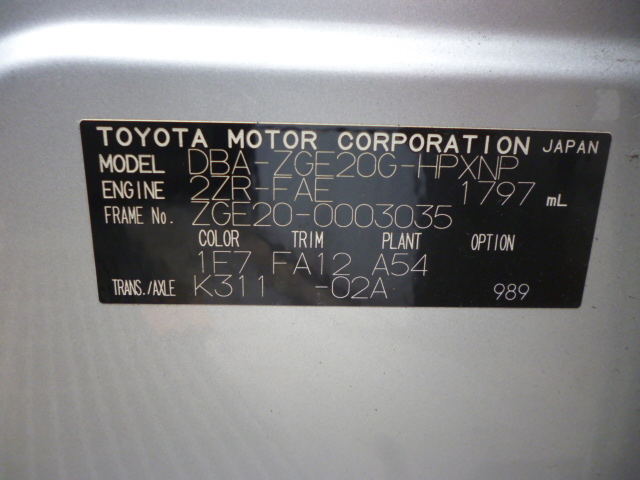 TOYOTA MOTOR CORPORATION JAPAN
MODEL DBA-ZGE20G-HPXNP
ENGINE 2ZR-FAE 1797 mL
FRAME No. ZGE20-0003035
COLOR TRIM PLANT OPTION
1F7 FA12 A54
TRANS./AXLE K311 -02A 989